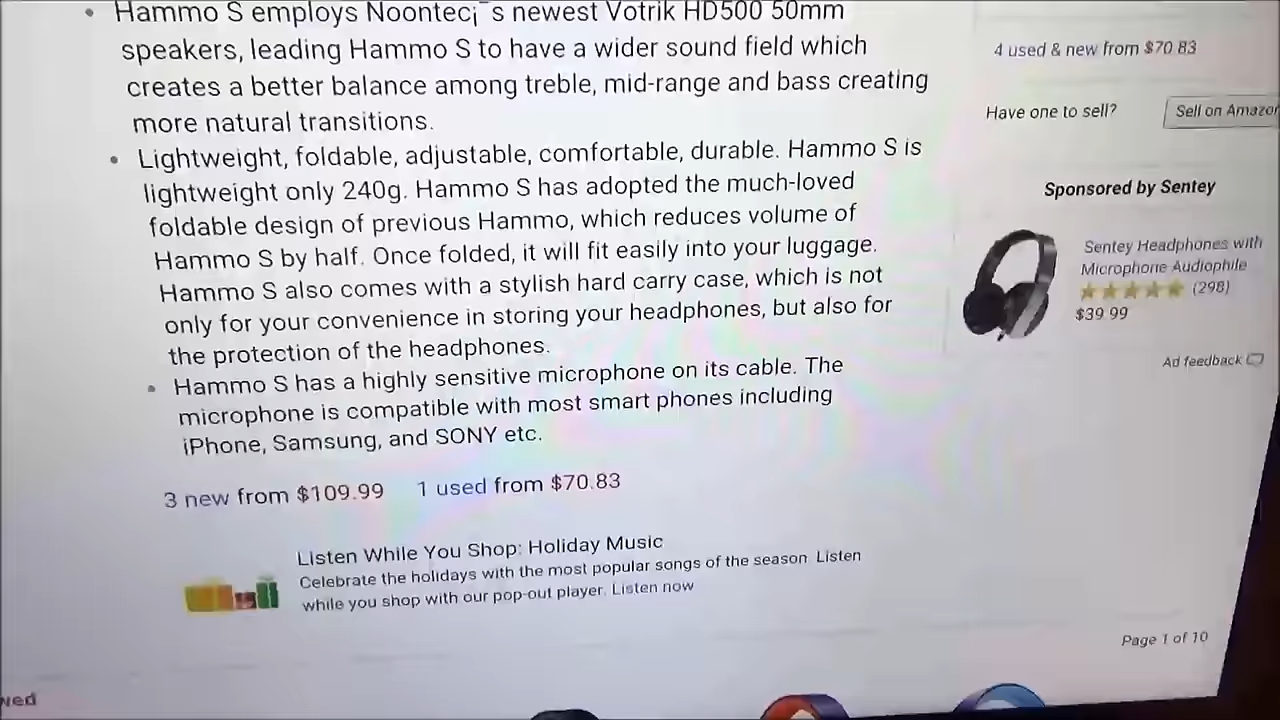 Hammo S employs Noontec¡¯s newest Votrik HD500 50mm
speakers, leading Hammo S to have a wider sound field which
creates a better balance among treble, mid-range and bass creating
more natural transitions.
Lightweight, foldable, adjustable, comfortable, durable. Hammo S is
lightweight only 240g. Hammo S has adopted the much-loved
foldable design of previous Hammo, which reduces volume of
Hammo S by half. Once folded, it will fit easily into your luggage.
Hammo S also comes with a stylish hard carry case, which is not
only for your convenience in storing your headphones, but also for
the protection of the headphones.
Hammo S has a highly sensitive microphone on its cable. The
microphone is compatible with most smart phones including
iPhone, Samsung, and SONY etc.
3 new from $109.99 1 used from $70.83
Listen While You Shop: Holiday Music
Celebrate the holidays with the most popular songs of the season. Listen
while you shop with our pop-out player. Listen now
4 used & new from $70.83
Have one to sell?
Sell on Amazon
Sponsored by Sentey
Sentey Headphones with
Microphone Audiophile
(298)
$39.99
Ad feedback
Page 1 of 10